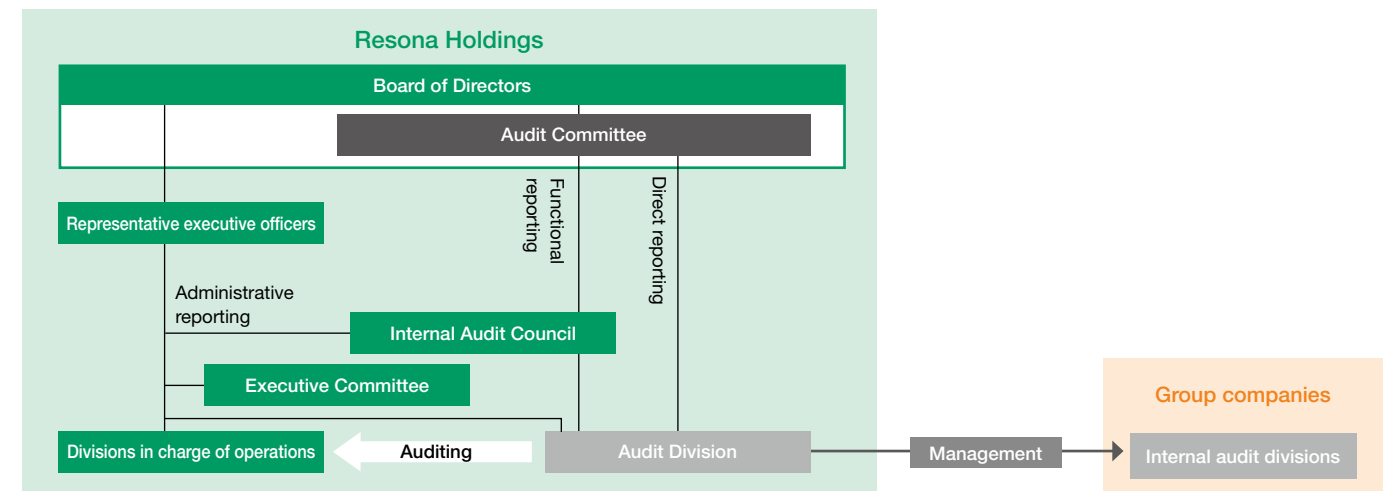 Resona Holdings
Board of Directors
Audit Committee
Functional
reporting
Direct reporting
Representative executive officers
Administrative
reporting
Internal Audit Council
Executive Committee
Divisions in charge of operations
Auditing
Audit Division
Management
Group companies
Internal audit divisions